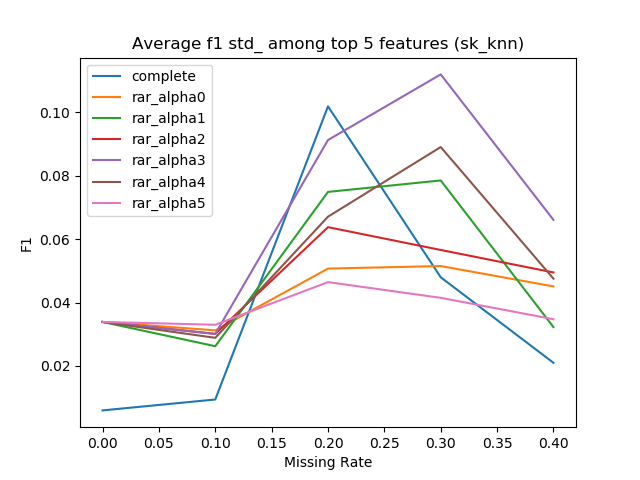 Average f1 std_ among top 5 features (sk_knn)
complete
rar_alpha0
rar_alpha1
rar_alpha2
rar_alpha3
rar_alpha4
rar_alpha5
0.10
0.08
0.06
0.04
0.02
F1
0.00 0.05 0.10 0.15 0.20 0.25 0.30 0.35 0.40
Missing Rate